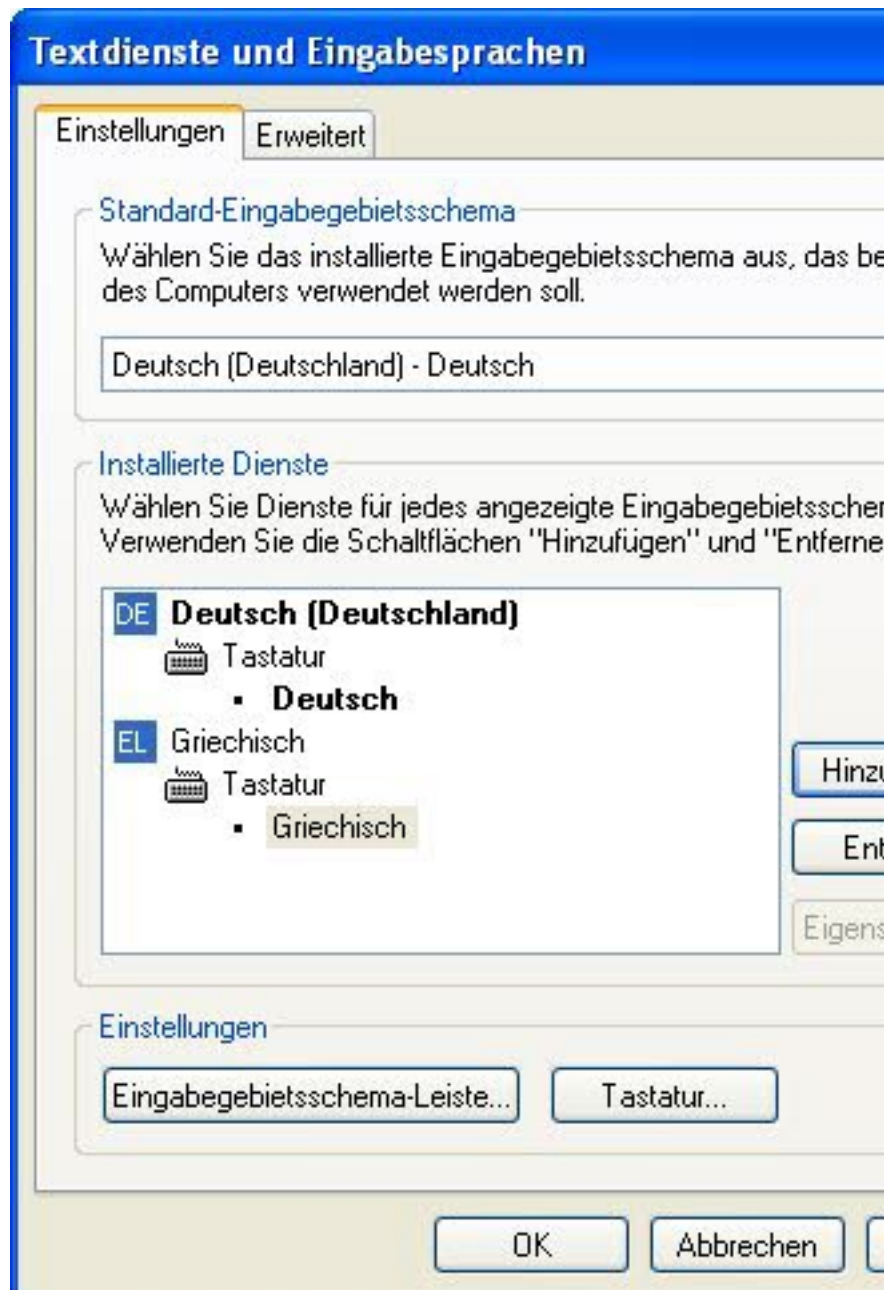 Textdienste und Eingabesprachen
Einstellungen
Erweitert
Standard-Eingabegebietsschema
Wählen Sie das installierte Eingabegebietsschema aus, das be
des Computers verwendet werden soll.
Deutsch (Deutschland) - Deutsch
Installierte Dienste
Wählen Sie Dienste für jedes angezeigte Eingabegebietsscher
Verwenden Sie die Schaltflächen "Hinzufügen" und "Entferne
DE Deutsch (Deutschland)
Tastatur
▪ Deutsch
EL Griechisch
Tastatur
▪ Griechisch
Hinzu
Ent
Eigens
Einstellungen
Eingabegebietsschema-Leiste...
Tastatur...
OK
Abbrechen